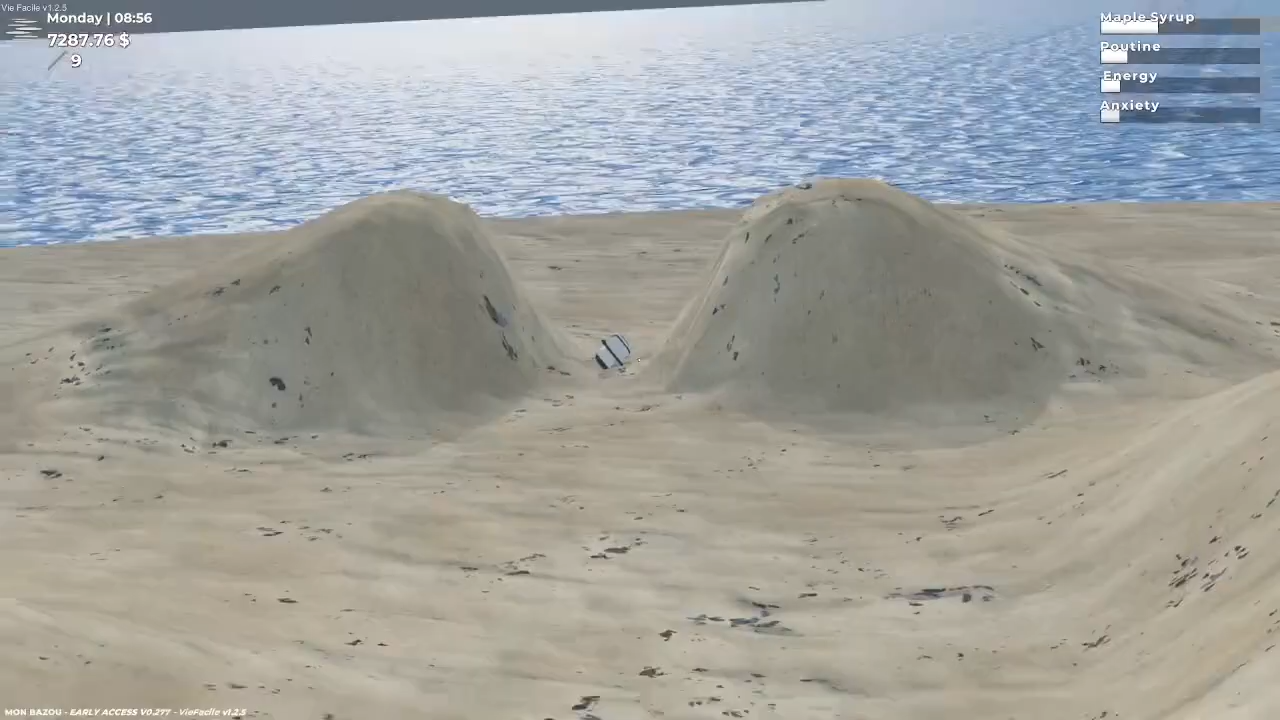 Vie Facile v1.2.5
Monday | 08:56
7287.76 $
9
Maple Syrup
Poutine
Energy
Anxiety
MON BAZOU - EARLY ACCESS V0.297 - VieFacile v1.2.5